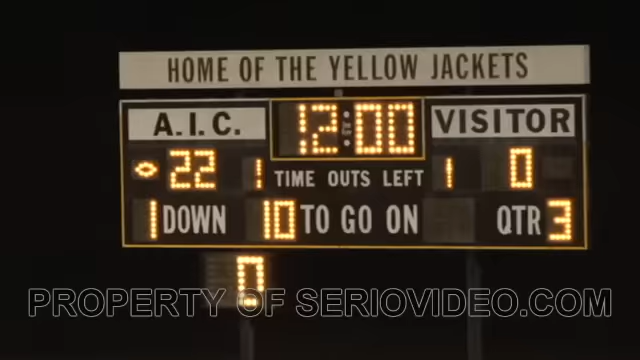 HOME OF THE YELLOW JACKETS
A.I.C. 12:00 VISITOR
22 1 TIME OUTS LEFT 1 0
1 DOWN 10 TO GO ON QTR 3
0
PROPERTY OF SERIOVIDEO.COM